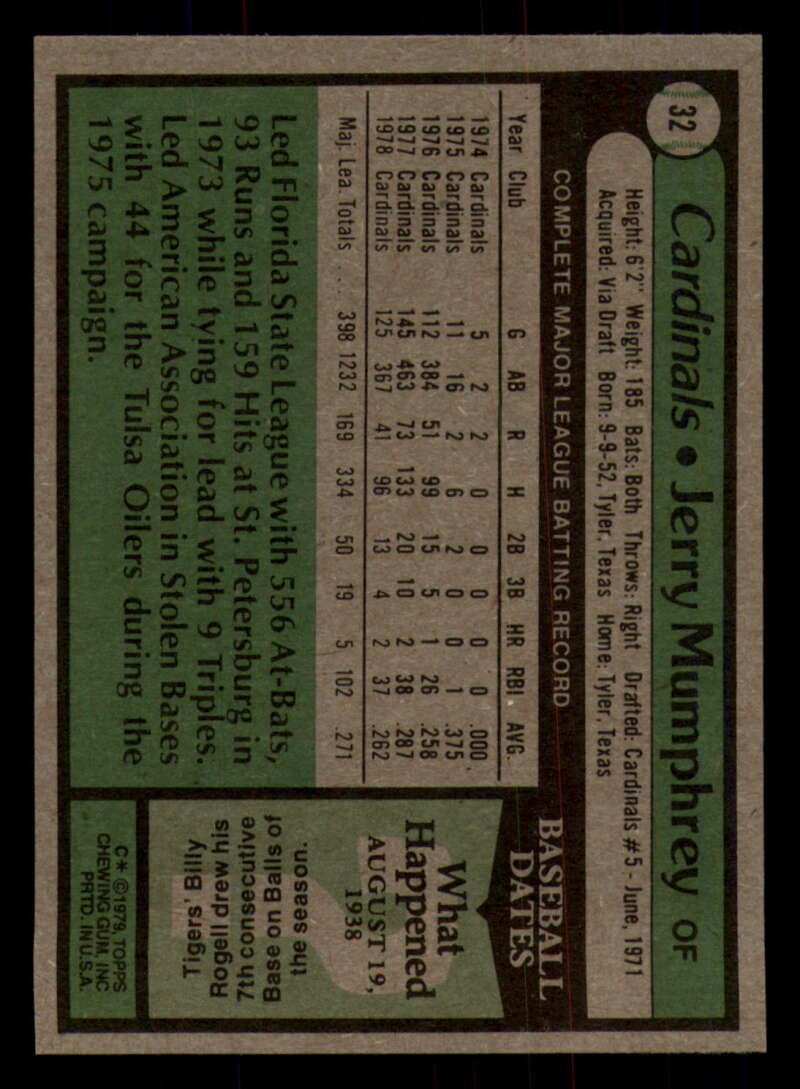 32
Cardinals • Jerry Mumphrey OF
Height: 6'2" Weight: 185 Bats: Both Throws: Right Drafted: Cardinals #5 - June, 1971
Acquired: Via Draft Born: 9-9-52, Tyler, Texas Home: Tyler, Texas
COMPLETE MAJOR LEAGUE BATTING RECORD
Year Club G AB R H 2B 3B HR RBI AVG.
1974 Cardinals 5 2 2 0 0 0 0 0 .000
1975 Cardinals 11 16 2 6 2 0 0 1 .375
1976 Cardinals 112 384 51 99 15 5 1 26 .258
1977 Cardinals 145 463 73 133 20 10 2 38 .287
1978 Cardinals 125 367 41 96 13 4 2 37 .262
Maj. Lea. Totals . . . 398 1232 169 334 50 19 5 102 .271
Led Florida State League with 556 At-Bats,
93 Runs and 159 Hits at St. Petersburg in
1973 while tying for lead with 9 Triples.
Led American Association in Stolen Bases
with 44 for the Tulsa Oilers during the
1975 campaign.
BASEBALL
DATES
What
Happened
AUGUST 19,
1938
Tigers' Billy
Rogell drew his
7th consecutive
Base on Balls of
the season.
C* ©1979, TOPPS
CHEWING GUM, INC
PRTD. IN U.S.A.